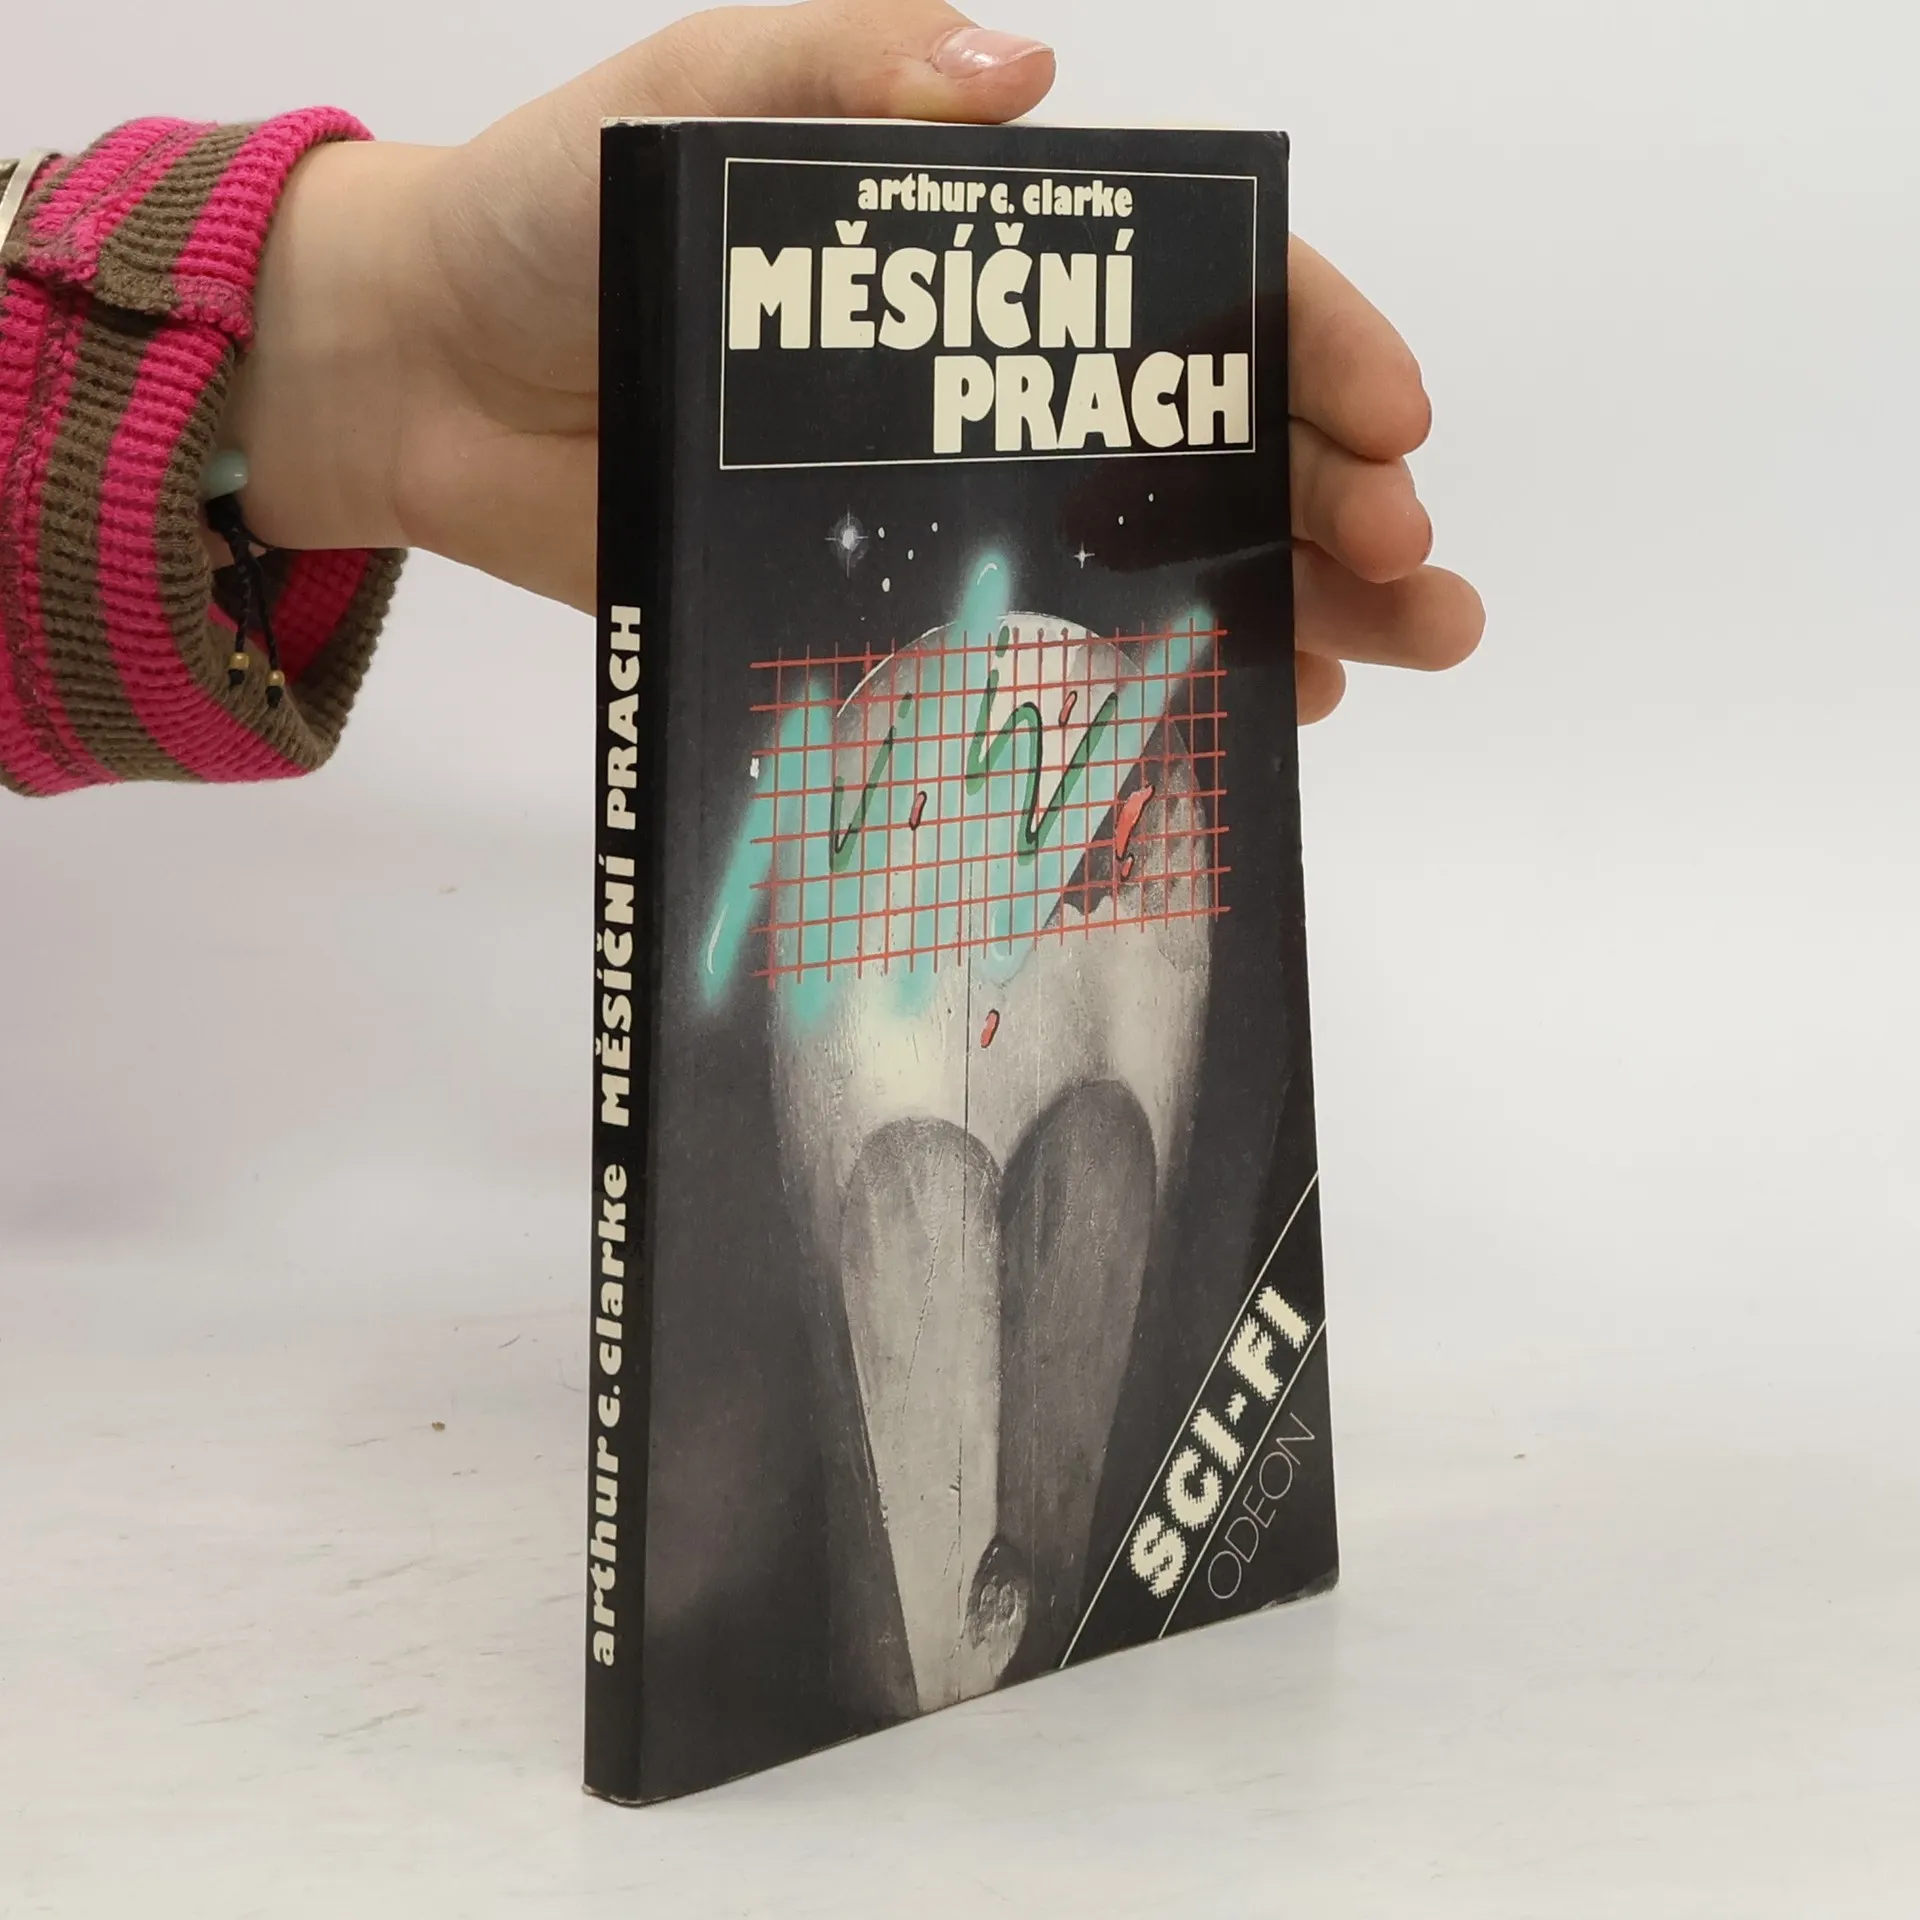 arthur c. clarke
MĚSÍČNÍ
PRACH
arthur c. clarke MĚSÍČNÍ PRACH
SCI-FI
ODEON